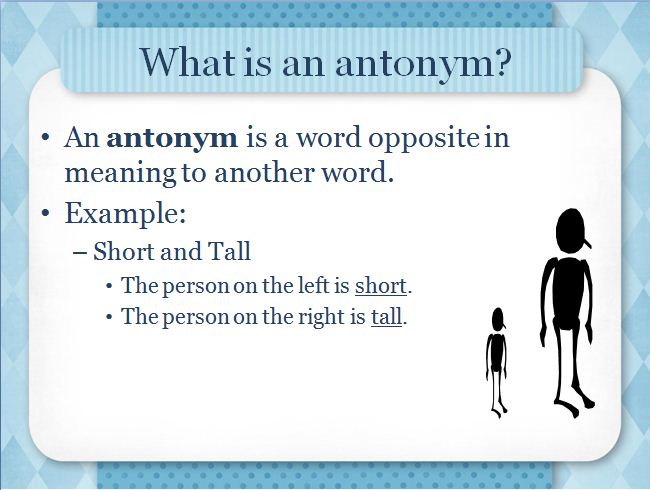 What is an antonym?
• An antonym is a word opposite in
meaning to another word.
• Example:
– Short and Tall
• The person on the left is short.
• The person on the right is tall.